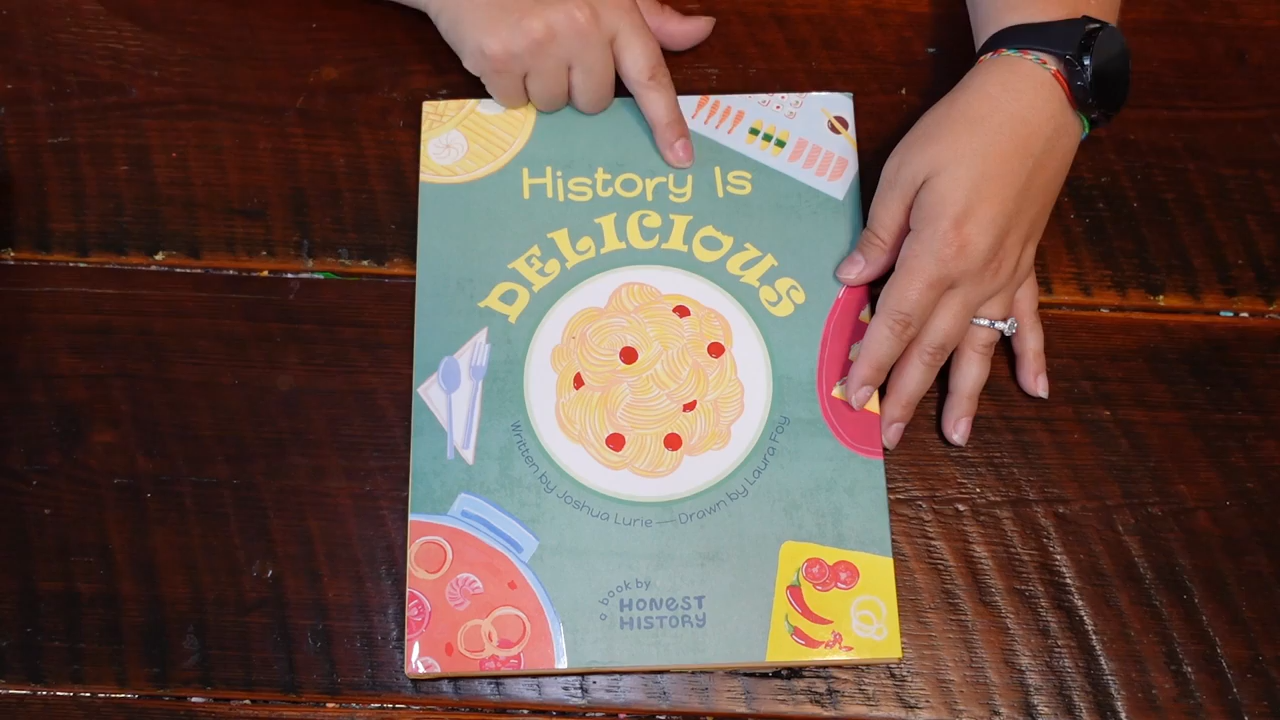 History Is
DELICIOUS
Written by Joshua Lurie — Drawn by Laura Foy
a book by
HONEST
HISTORY